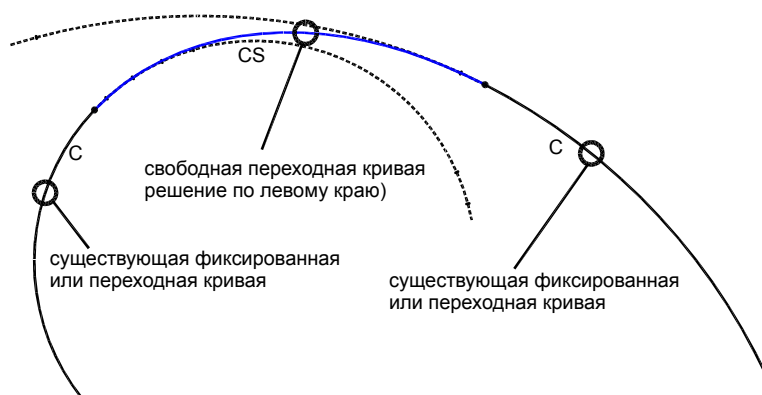 CS
C
C
свободная переходная кривая
решение по левому краю)
существующая фиксированная
или переходная кривая
существующая фиксированная
или переходная кривая